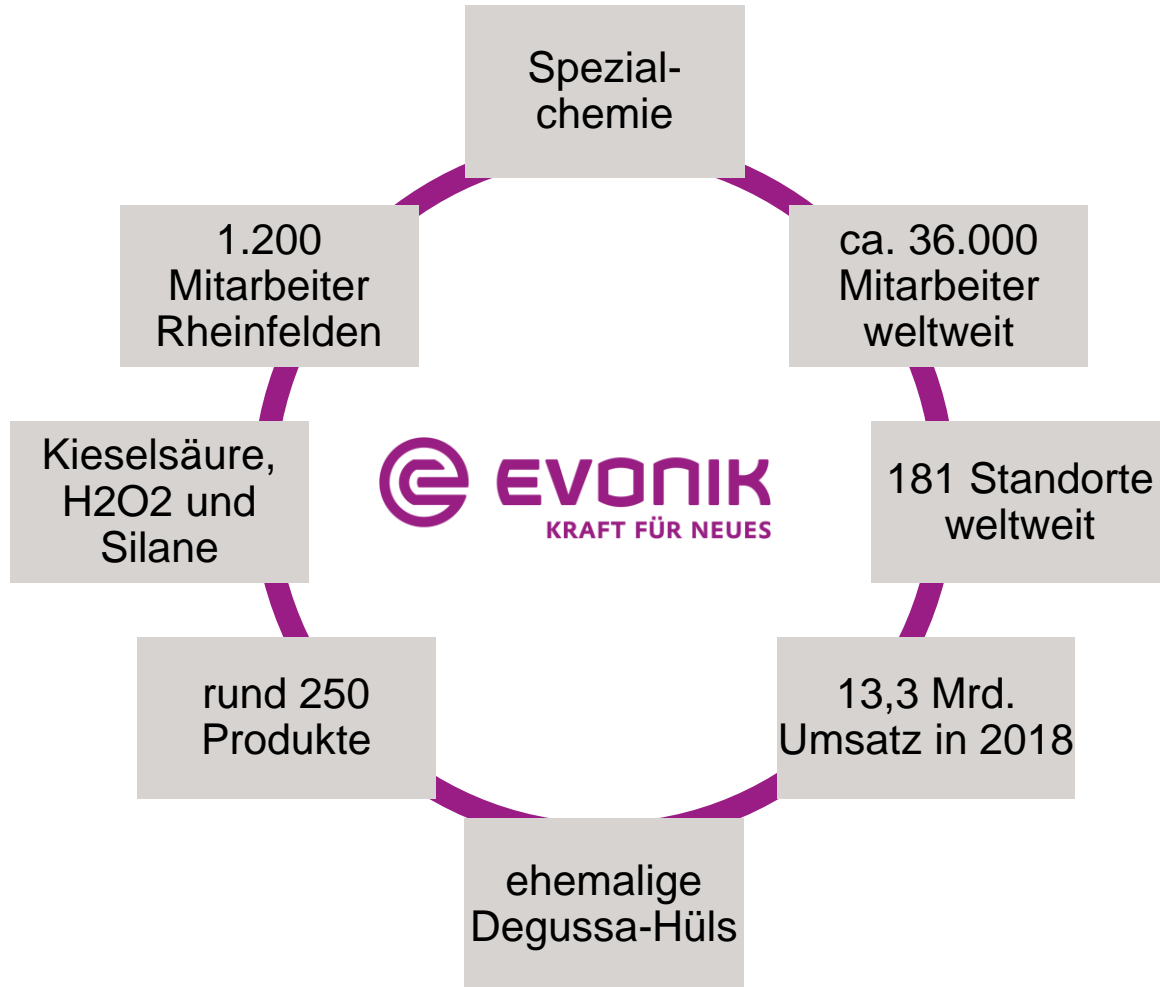 Spezial-
chemie
ca. 36.000
Mitarbeiter
weltweit
181 Standorte
weltweit
13,3 Mrd.
Umsatz in 2018
ehemalige
Degussa-Hüls
rund 250
Produkte
Kieselsäure,
H2O2 und
Silane
1.200
Mitarbeiter
Rheinfelden
EVONIK
KRAFT FÜR NEUES